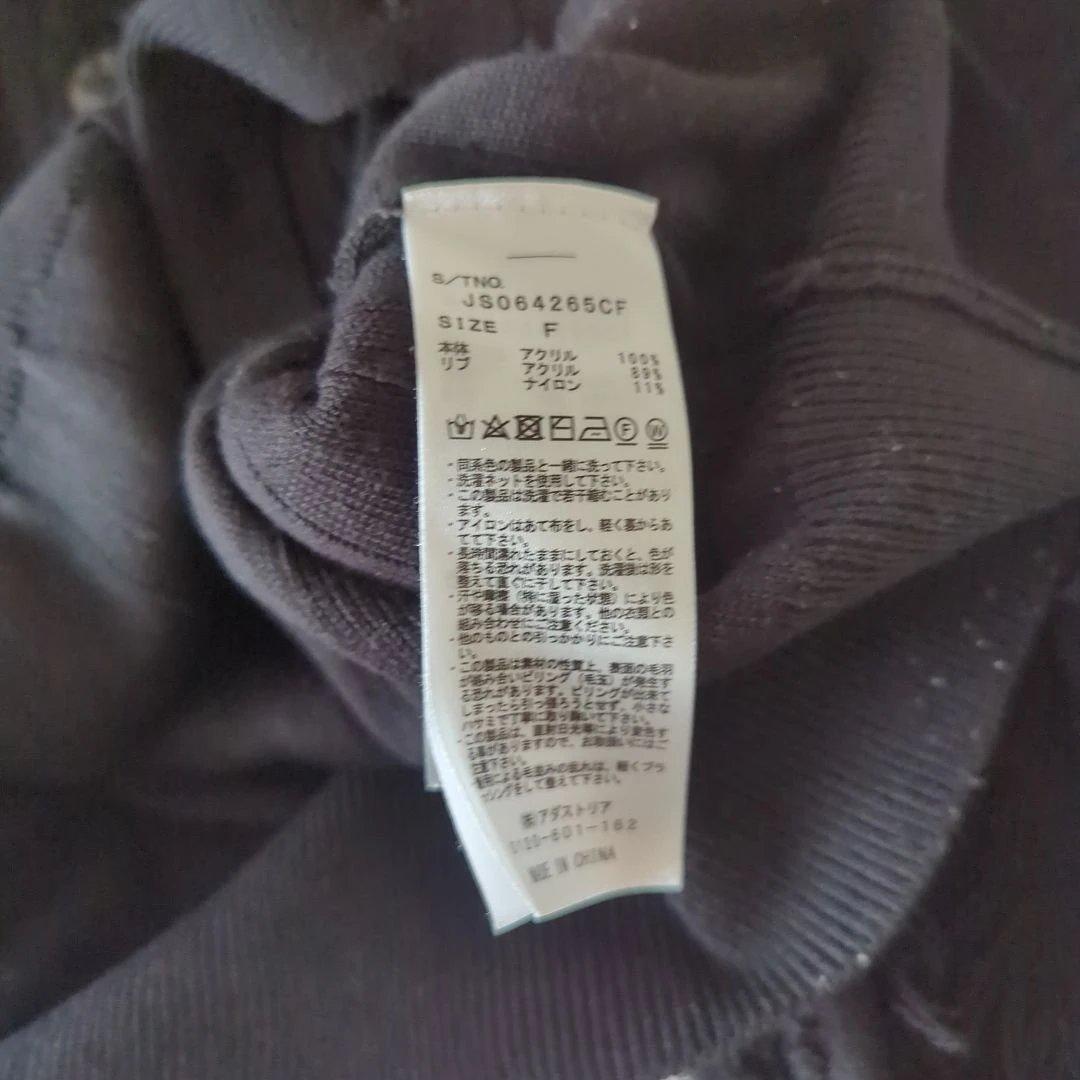 S/TNO.
JS064265CF
SIZE F
本体 アクリル 100%
リブ アクリル 89%
ナイロン 11%
F W
・同系色の製品と一緒に洗って下さい。
・洗濯ネットを使用して下さい。
・この製品は洗濯で若干縮むことがあり
ます。
・アイロンはあて布をし、軽く裏からあ
てて下さい。
・長時間濡れたままにしておくと、色が
落ちる恐れがあります。洗濯後は形を
整えて直ぐに干して下さい。
・汗や摩擦（特に湿った状態）により色
が移る場合があります。他の衣類との
組み合わせにご注意ください。
・他のものとの引っかかりにご注意下さ
い。
・この製品は素材の性質上、表面の毛羽
が絡み合いピリング（毛玉）が発生す
る恐れがあります。ピリングが出来て
しまったら引っ張ろうとせず、小さな
ハサミで丁寧に取り除いて下さい。
・この製品は、直射日光等により変色す
る事がありますので、お取扱いにはご
注意下さい。
着用による毛並みの乱れは、軽くブラ
ッシングをして整えて下さい。
㈱アダストリア
0120-601-162
MADE IN CHINA